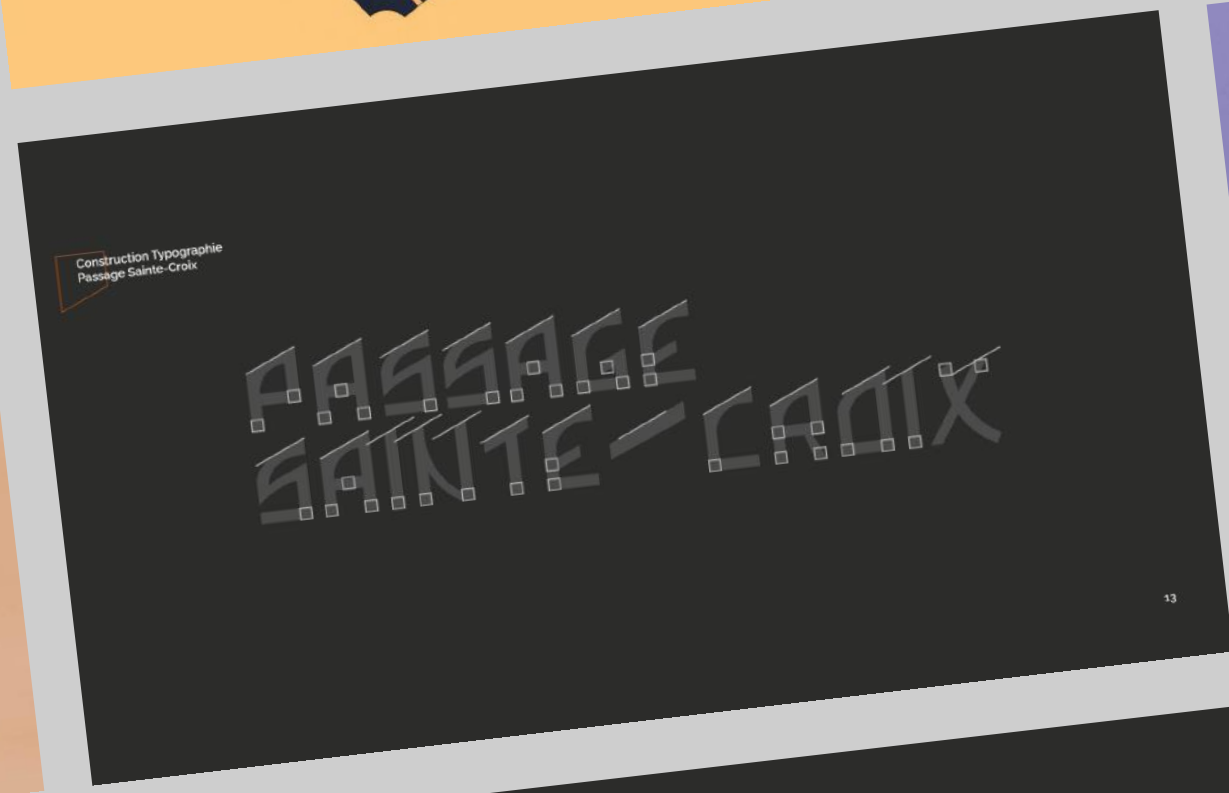 Construction Typographie
Passage Sainte-Croix
PASSAGE
SAINTE-CROIX
13